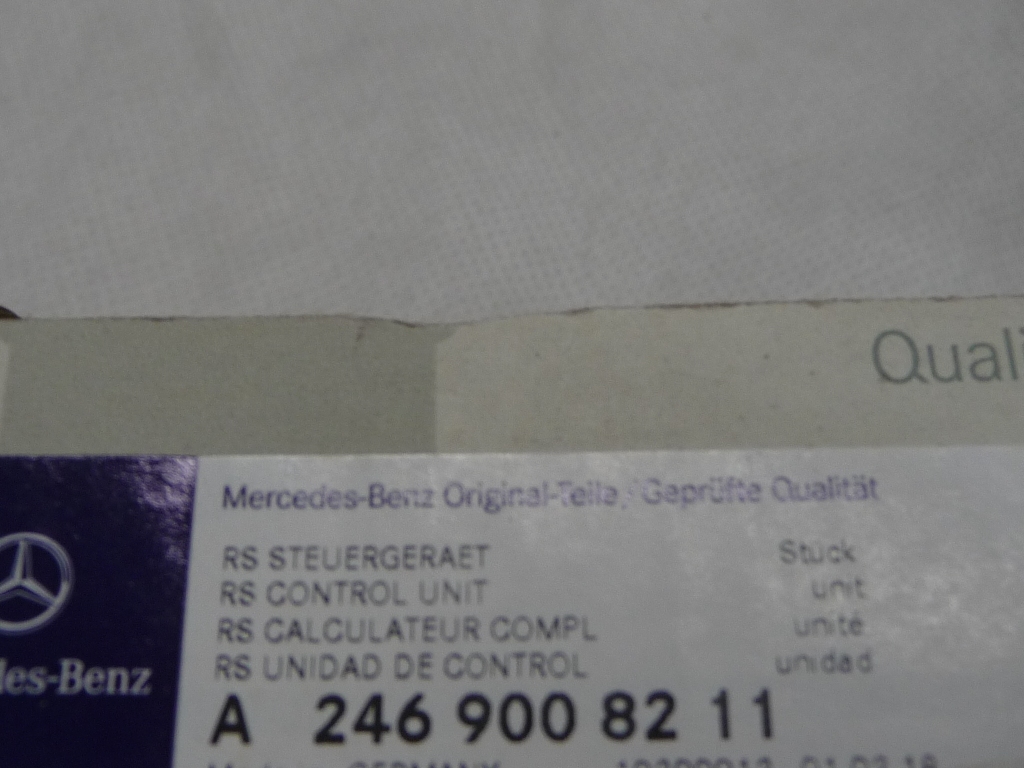 Quali
Mercedes-Benz Original-Teile / Geprüfte Qualität
RS STEUERGERAET Stück
RS CONTROL UNIT unit
RS CALCULATEUR COMPL unité
RS UNIDAD DE CONTROL unidad
des-Benz
A 246 900 82 11
GERMANY